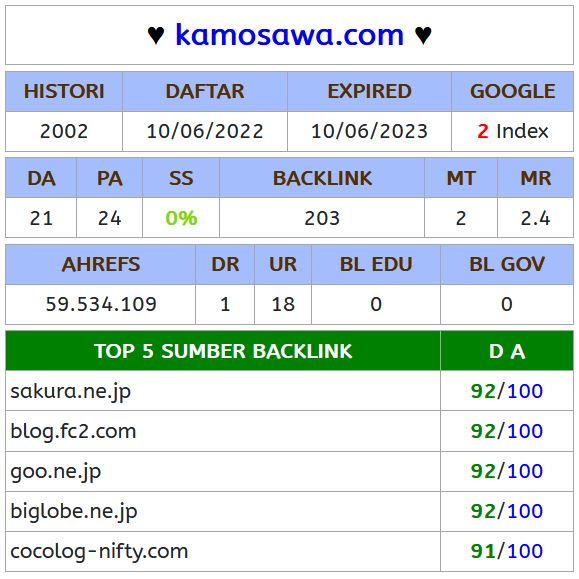 ♥ kamosawa.com ♥
HISTORI DAFTAR EXPIRED GOOGLE
2002 10/06/2022 10/06/2023 2 Index
DA PA SS BACKLINK MT MR
21 24 0% 203 2 2.4
AHREFS DR UR BL EDU BL GOV
59.534.109 1 18 0 0
TOP 5 SUMBER BACKLINK D A
sakura.ne.jp 92/100
blog.fc2.com 92/100
goo.ne.jp 92/100
biglobe.ne.jp 92/100
cocolog-nifty.com 91/100